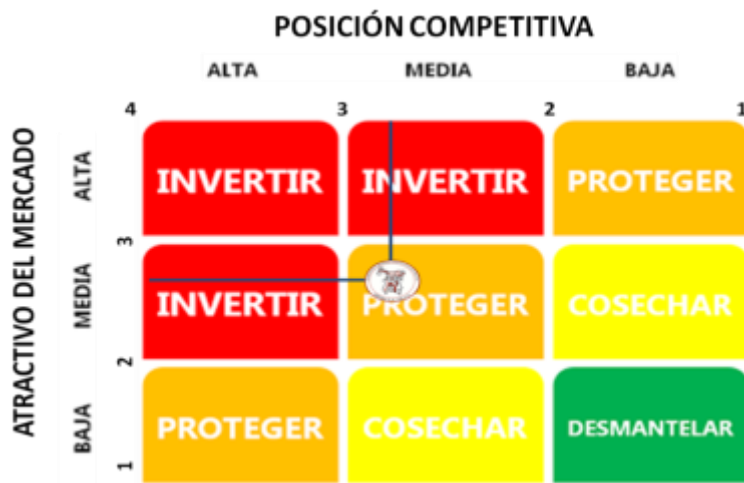 POSICIÓN COMPETITIVA
ALTA MEDIA BAJA
4 3 2 1
ATRACTIVO DEL MERCADO
ALTA
INVERTIR INVERTIR PROTEGER
3
MEDIA
INVERTIR PROTEGER COSECHAR
2
BAJA
PROTEGER COSECHAR DESMANTELAR
1